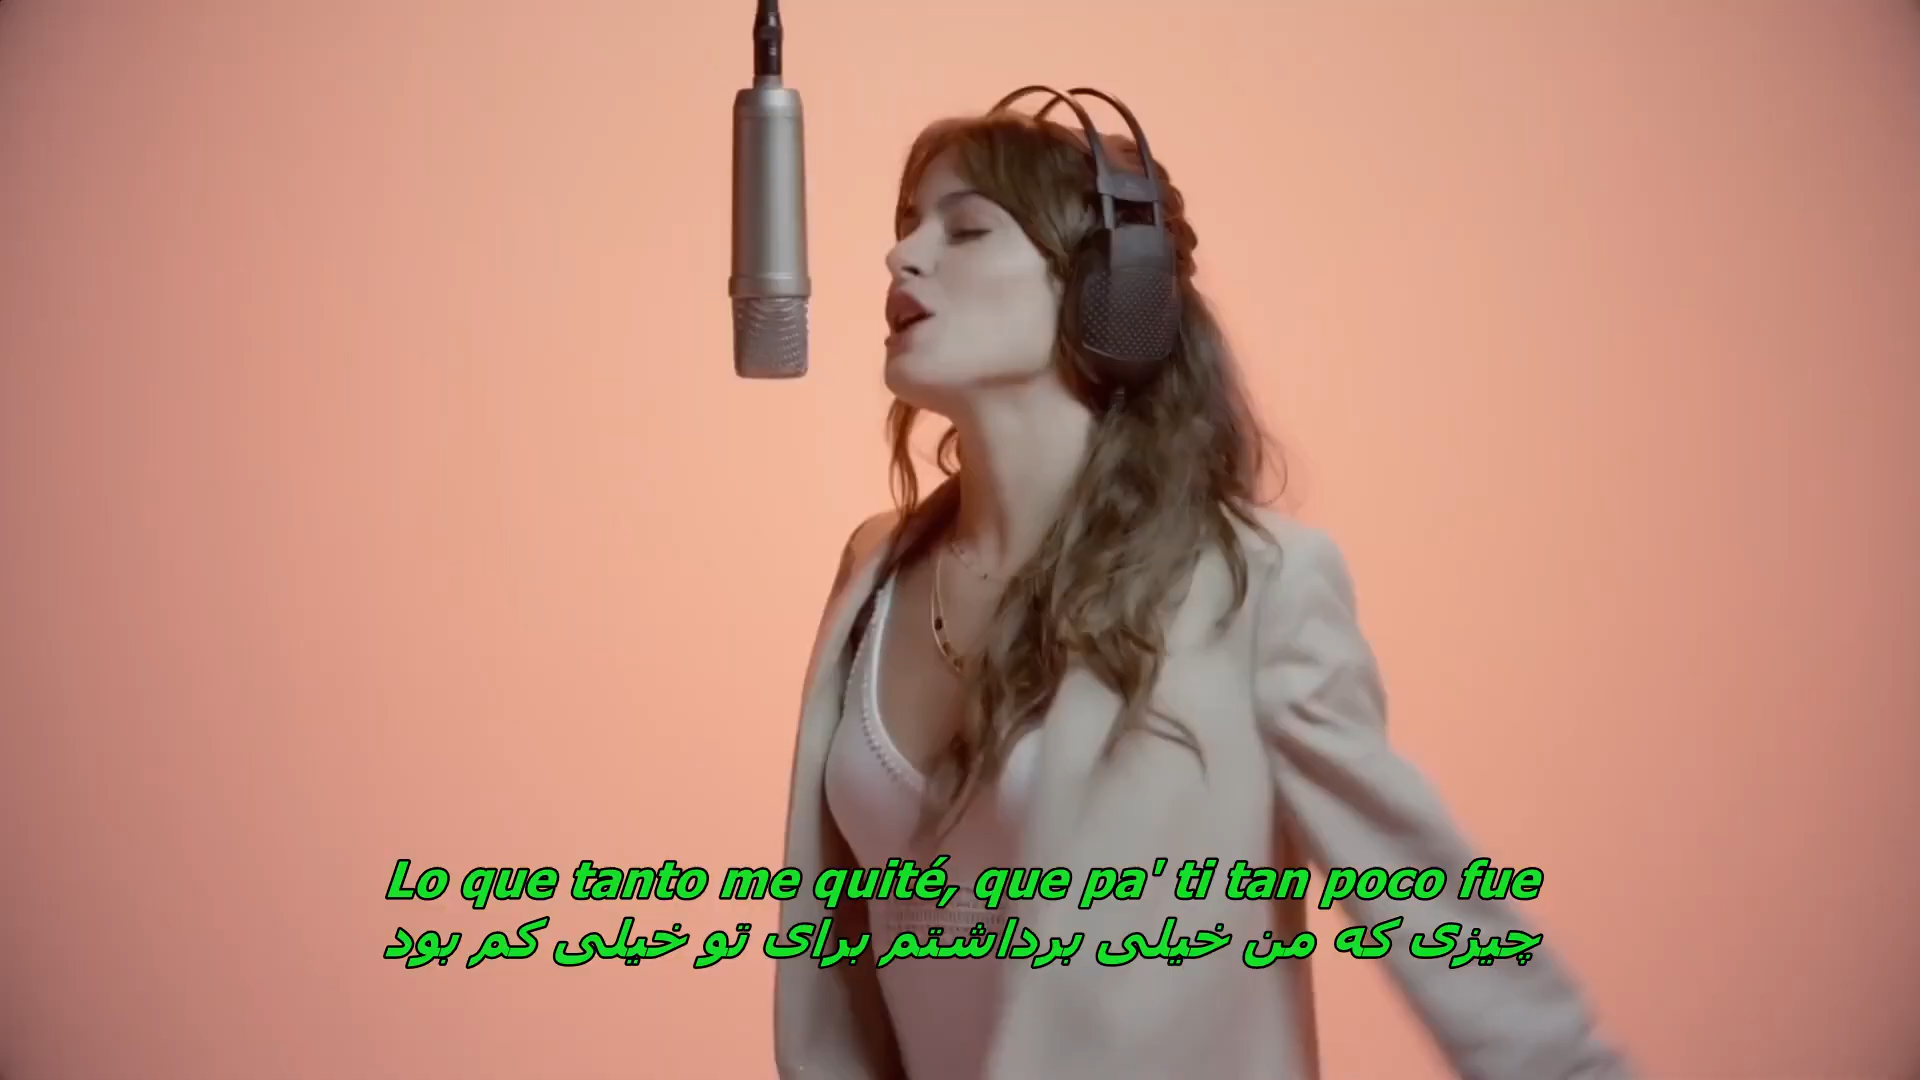 Lo que tanto me quité, que pa' ti tan poco fue
چیزی که من خیلی برداشتم برای تو خیلی کم بود